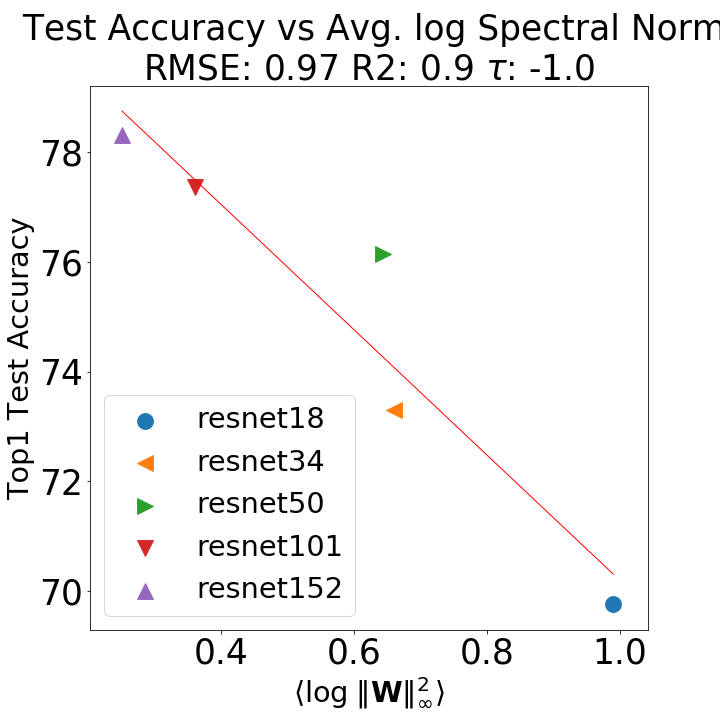 Test Accuracy vs Avg. log Spectral Norm
RMSE: 0.97 R2: 0.9 τ: -1.0
Top1 Test Accuracy
78
76
74
72
70
resnet18
resnet34
resnet50
resnet101
resnet152
0.4 0.6 0.8 1.0
⟨log ‖W‖²∞⟩